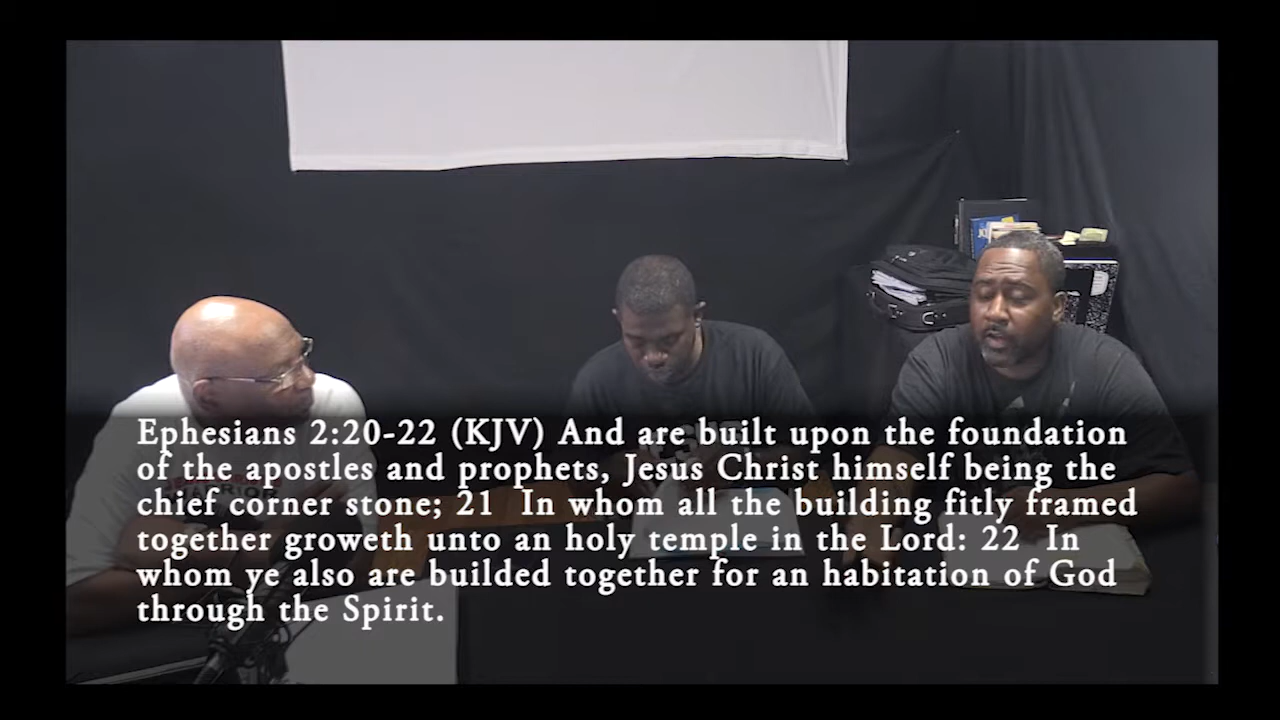 Ephesians 2:20-22 (KJV) And are built upon the foundation
of the apostles and prophets, Jesus Christ himself being the
chief corner stone; 21 In whom all the building fitly framed
together groweth unto an holy temple in the Lord: 22 In
whom ye also are builded together for an habitation of God
through the Spirit.